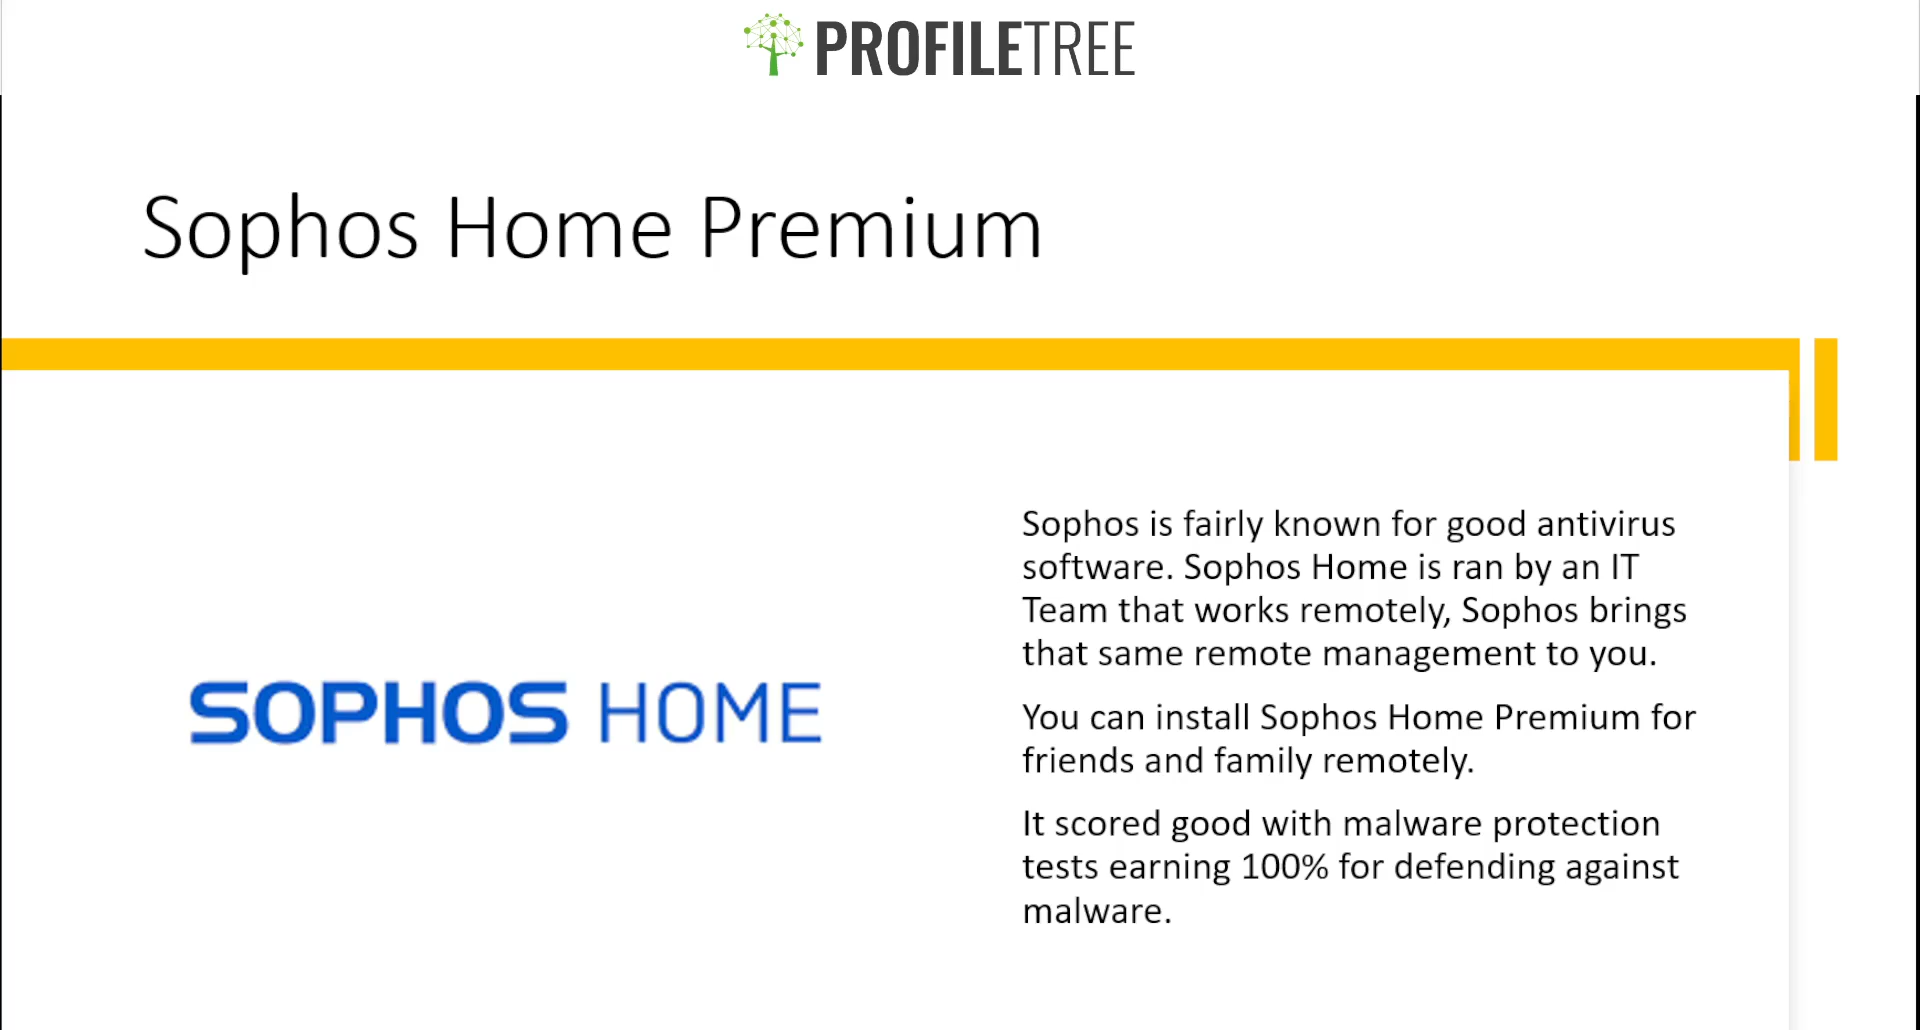 PROFILETREE
Sophos Home Premium
SOPHOS HOME
Sophos is fairly known for good antivirus
software. Sophos Home is ran by an IT
Team that works remotely, Sophos brings
that same remote management to you.
You can install Sophos Home Premium for
friends and family remotely.
It scored good with malware protection
tests earning 100% for defending against
malware.